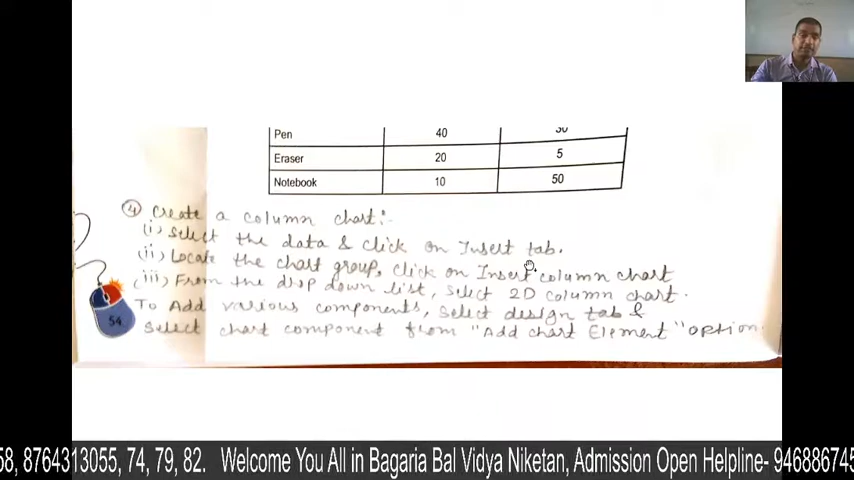 Pen 40 30
Eraser 20 5
Notebook 10 50
④ Create a column chart:-
(i) Select the data & click on Insert tab.
(ii) Locate the chart group, click on Insert column chart
(iii) From the drop down list, select 2D column chart.
To Add various components, select design tab &
select chart component from "Add chart Element" option.
54
58, 8764313055, 74, 79, 82. Welcome You All in Bagaria Bal Vidya Niketan, Admission Open Helpline- 946886745